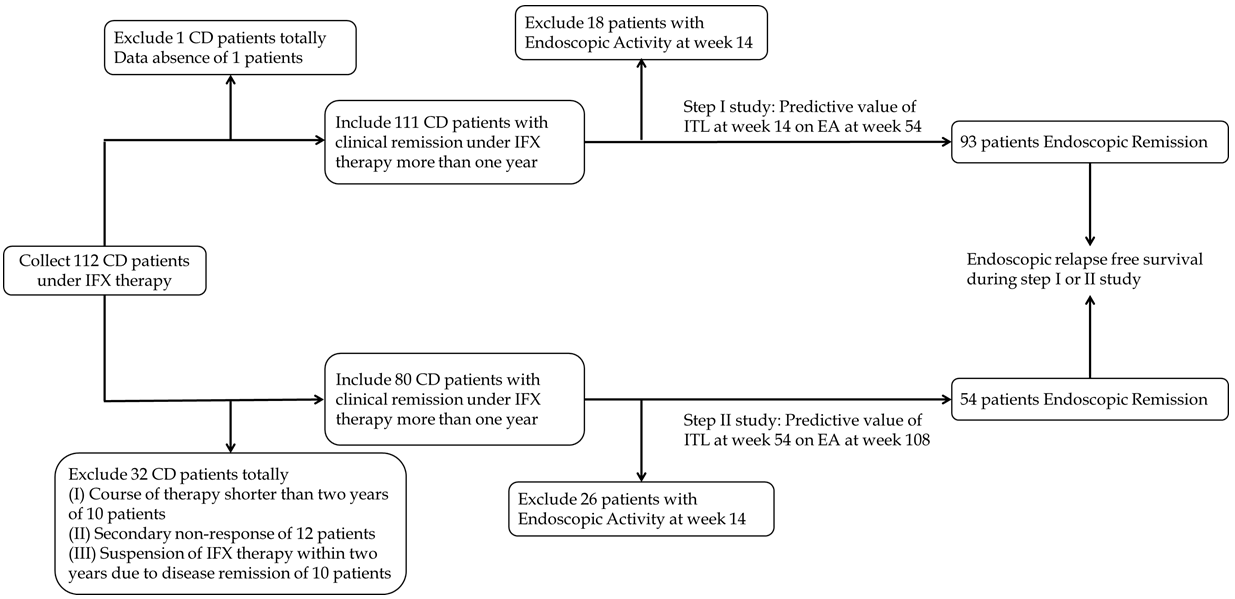 Exclude 1 CD patients totally
Data absence of 1 patients
Exclude 18 patients with
Endoscopic Activity at week 14
Include 111 CD patients with
clinical remission under IFX
therapy more than one year
Step I study: Predictive value of
ITL at week 14 on EA at week 54
93 patients Endoscopic Remission
Collect 112 CD patients
under IFX therapy
Endoscopic relapse free survival
during step I or II study
Include 80 CD patients with
clinical remission under IFX
therapy more than one year
Step II study: Predictive value of
ITL at week 54 on EA at week 108
54 patients Endoscopic Remission
Exclude 32 CD patients totally
(I) Course of therapy shorter than two years
of 10 patients
(II) Secondary non-response of 12 patients
(III) Suspension of IFX therapy within two
years due to disease remission of 10 patients
Exclude 26 patients with
Endoscopic Activity at week 14